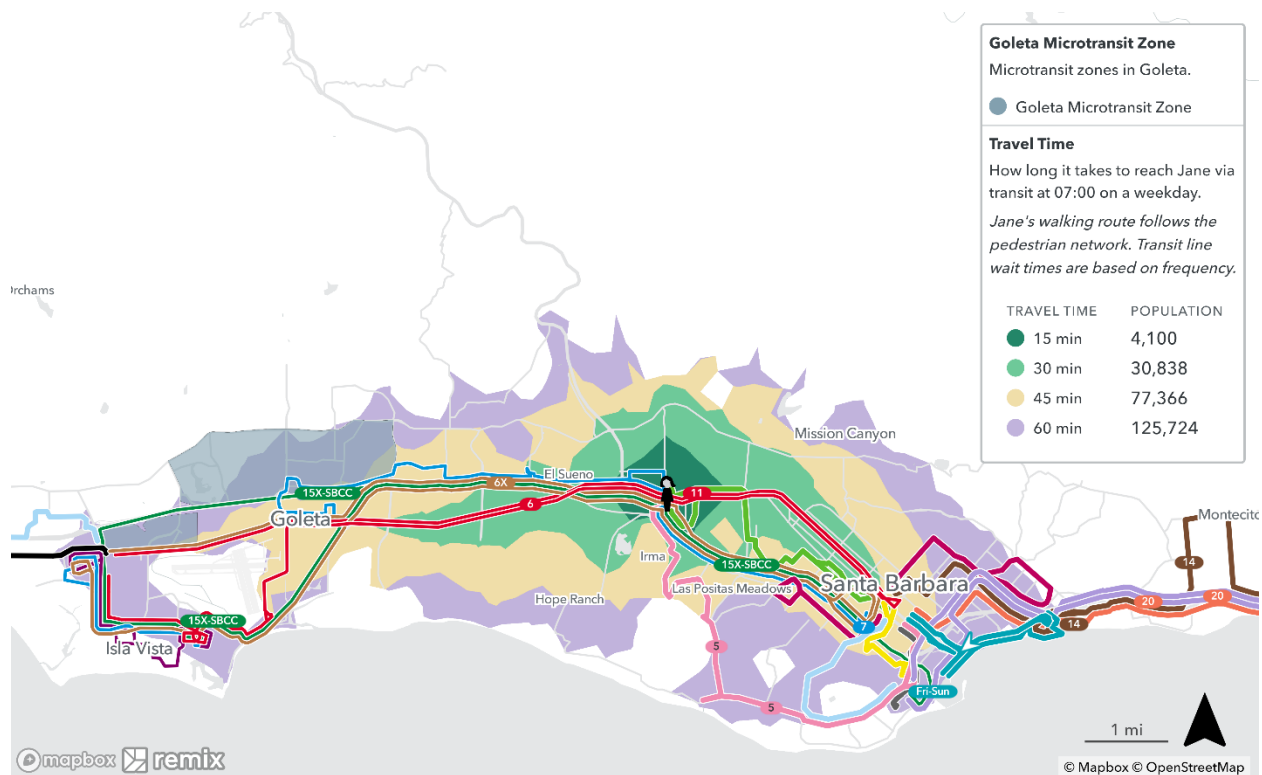 Goleta Microtransit Zone
Microtransit zones in Goleta.
Goleta Microtransit Zone
Travel Time
How long it takes to reach Jane via
transit at 07:00 on a weekday.
Jane's walking route follows the
pedestrian network. Transit line
wait times are based on frequency.
TRAVEL TIME POPULATION
15 min 4,100
30 min 30,838
45 min 77,366
60 min 125,724
Orchams
Mission Canyon
El Sueno
6X
15X-SBCC
11
6
Goleta
Montecito
Irma
15X-SBCC
14
Las Positas Meadows
Santa Barbara
Hope Ranch
20
20
15X-SBCC
7
14
Isla Vista
5
Fri-Sun
5
1 mi
mapbox remix
© Mapbox © OpenStreetMap